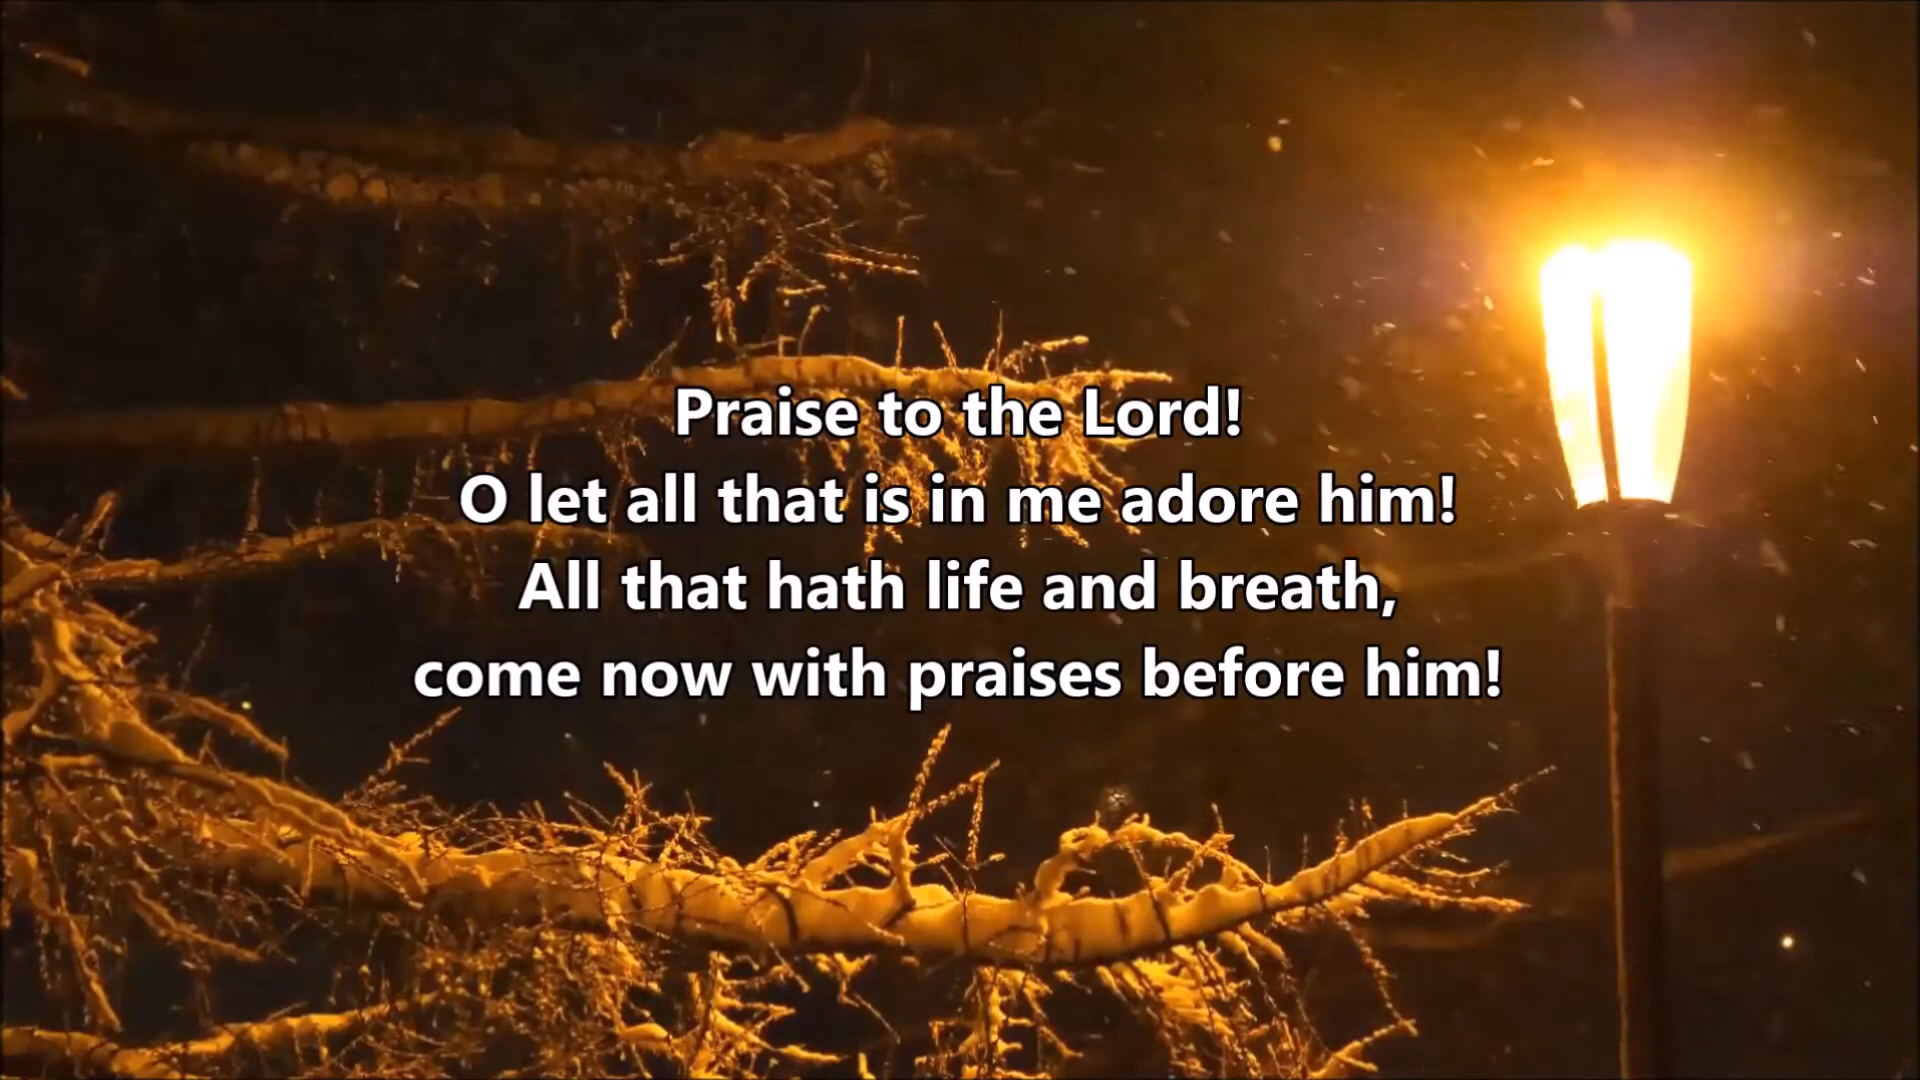 Praise to the Lord!
O let all that is in me adore him!
All that hath life and breath,
come now with praises before him!